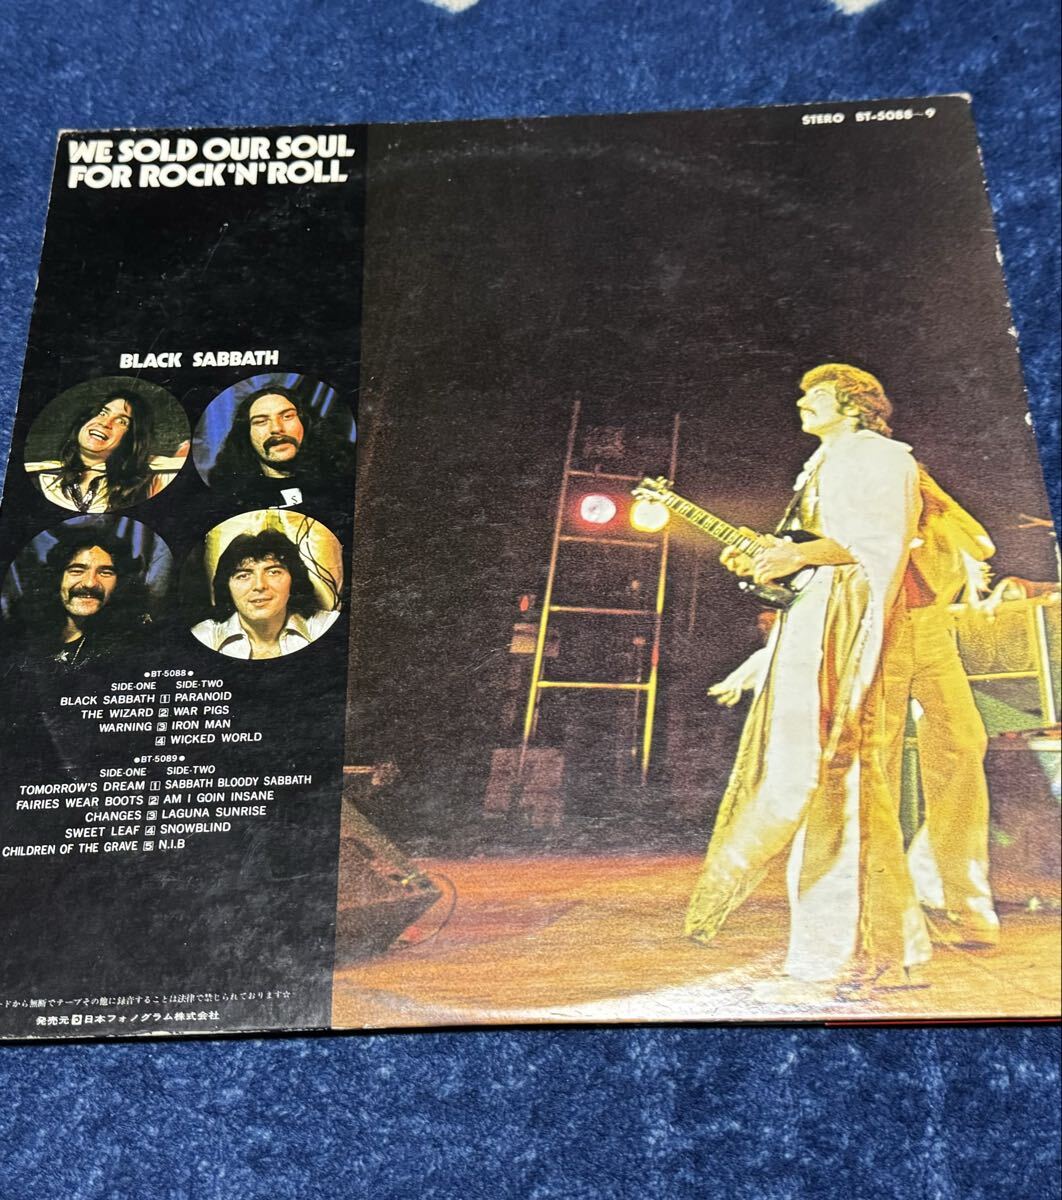 WE SOLD OUR SOUL
FOR ROCK'N'ROLL
STERO BT-5088~9
BLACK SABBATH
●BT-5088●
SIDE-ONE SIDE-TWO
BLACK SABBATH 1 PARANOID
THE WIZARD 2 WAR PIGS
WARNING 3 IRON MAN
4 WICKED WORLD
●BT-5089●
SIDE-ONE SIDE-TWO
TOMORROW'S DREAM 1 SABBATH BLOODY SABBATH
FAIRIES WEAR BOOTS 2 AM I GOIN INSANE
CHANGES 3 LAGUNA SUNRISE
SWEET LEAF 4 SNOWBLIND
CHILDREN OF THE GRAVE 5 N.I.B
ードから無断でテープその他に録音することは法律で禁じられております☆
発売元 日本フォノグラム株式会社